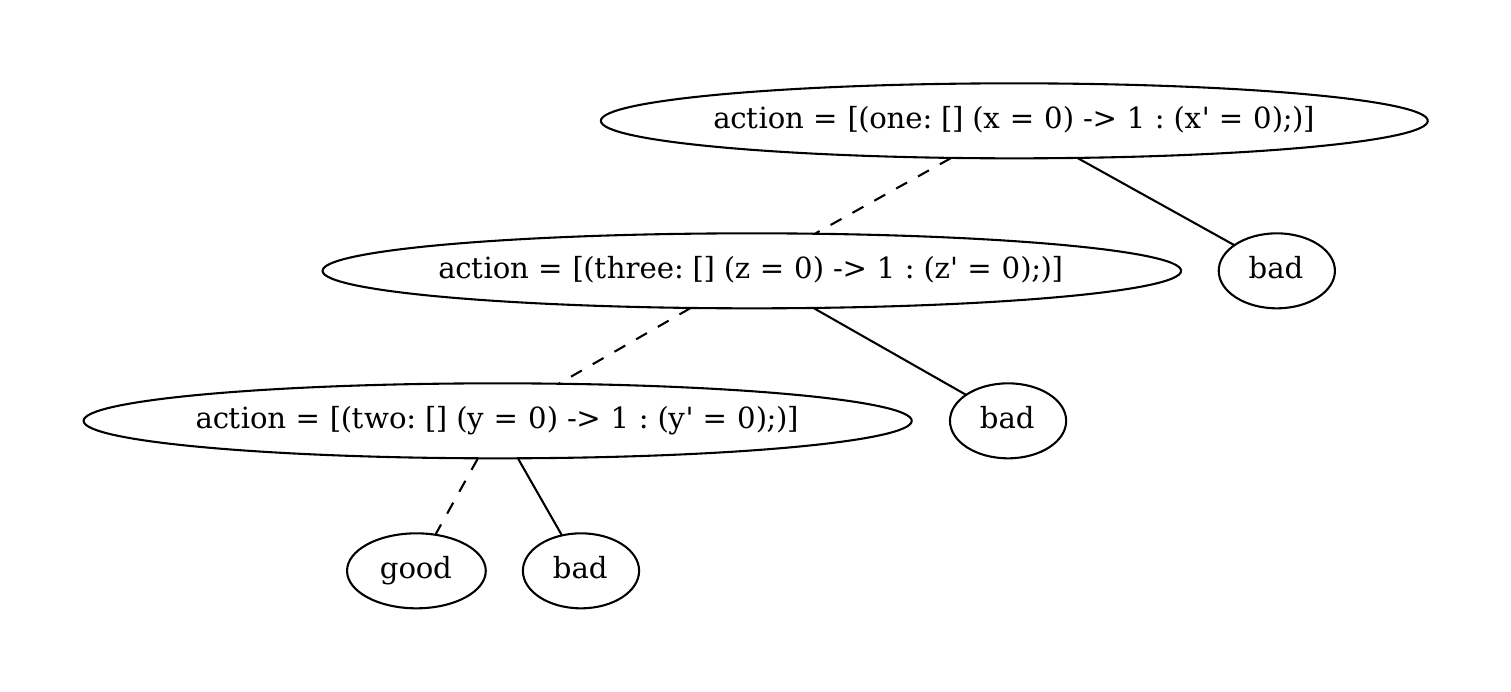 action = [(one: [] (x = 0) -> 1 : (x' = 0);)]
action = [(three: [] (z = 0) -> 1 : (z' = 0);)]
bad
action = [(two: [] (y = 0) -> 1 : (y' = 0);)]
bad
good
bad